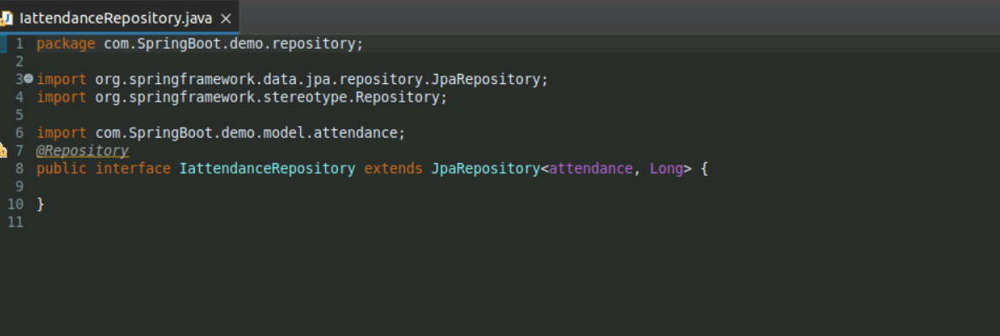 IattendanceRepository.java ×
1 package com.SpringBoot.demo.repository;
2
3 import org.springframework.data.jpa.repository.JpaRepository;
4 import org.springframework.stereotype.Repository;
5
6 import com.SpringBoot.demo.model.attendance;
7 @Repository
8 public interface IattendanceRepository extends JpaRepository<attendance, Long> {
9
10 }
11